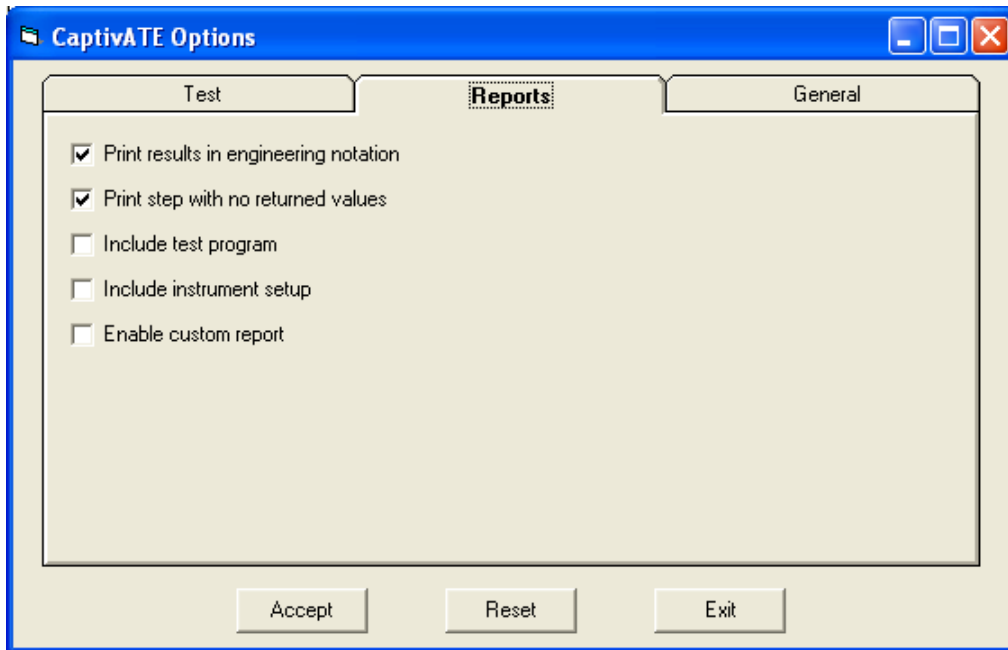 CaptivATE Options
Test Reports General
Print results in engineering notation
Print step with no returned values
Include test program
Include instrument setup
Enable custom report
Accept Reset Exit